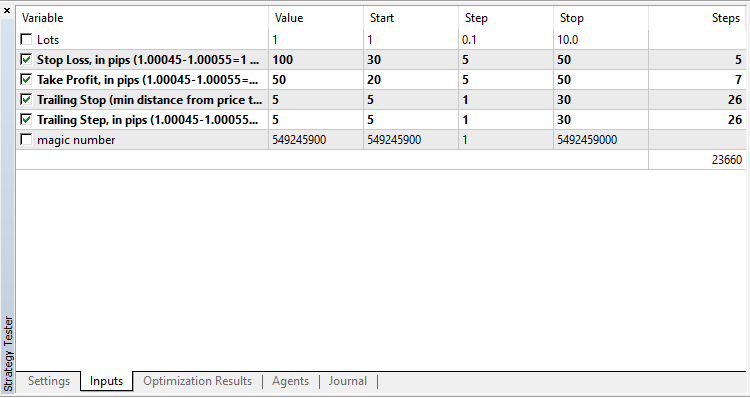 Variable Value Start Step Stop Steps
Lots 1 1 0.1 10.0
Stop Loss, in pips (1.00045-1.00055=1 ... 100 30 5 50 5
Take Profit, in pips (1.00045-1.00055=... 50 20 5 50 7
Trailing Stop (min distance from price t... 5 5 1 30 26
Trailing Step, in pips (1.00045-1.00055... 5 5 1 30 26
magic number 549245900 549245900 1 5492459000
23660
Settings Inputs Optimization Results Agents Journal
Strategy Tester